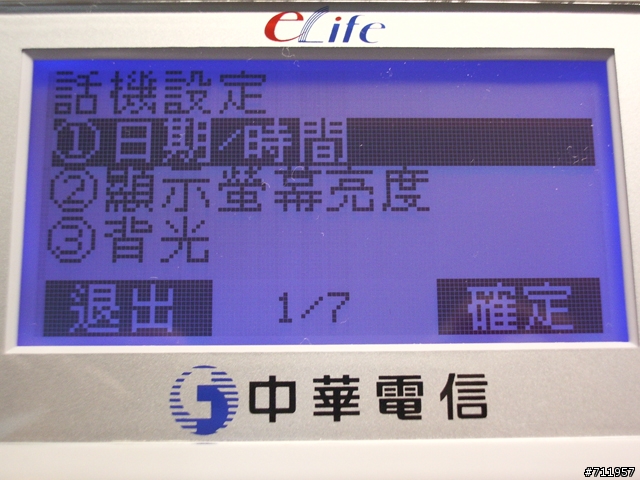 eLife
話機設定
①日期/時間
②顯示螢幕亮度
③背光
退出 1/7 確定
中華電信
#711957